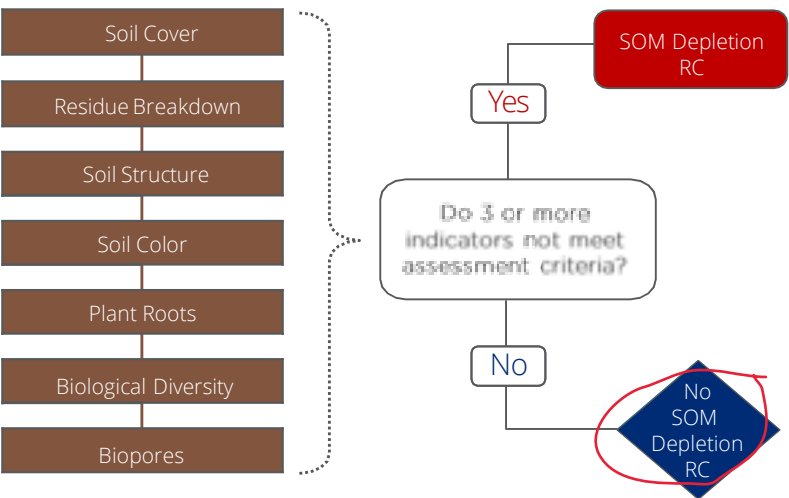 Soil Cover
Residue Breakdown
Soil Structure
Soil Color
Plant Roots
Biological Diversity
Biopores
SOM Depletion
RC
Yes
Do 3 or more
indicators not meet
assessment criteria?
No
No
SOM
Depletion
RC